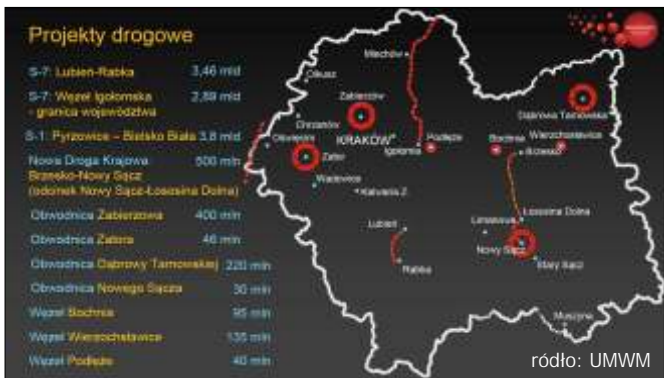 Projekty drogowe
S-7: Lubień-Rabka 3,46 mld
S-7: Węzeł Igołomska 2,89 mld
- granica województwa
S-1: Pyrzowice – Bielsko Biała 3,8 mld
Nowa Droga Krajowa 500 mln
Brzesko-Nowy Sącz
(odcinek Nowy Sącz-Łososina Dolna)
Obwodnica Zabierzowa 400 mln
Obwodnica Zatora 46 mln
Obwodnica Dąbrowy Tarnowskiej 220 mln
Obwodnica Nowego Sącza 30 mln
Węzeł Bochnia 95 mln
Węzeł Wierzchosławice 135 mln
Węzeł Podłęże 40 mln
Miechów
Olkusz
Zabierzów
Dąbrowa Tarnowska
Chrzanów
Oświęcim
KRAKÓW
Igołomia
Podłęże
Bochnia
Wierzchosławice
Brzesko
Zator
Wadowice
Kalwaria Z.
Lubień
Rabka
Limanowa
Łososina Dolna
Nowy Sącz
Stary Sącz
Muszyna
ródło: UMWM